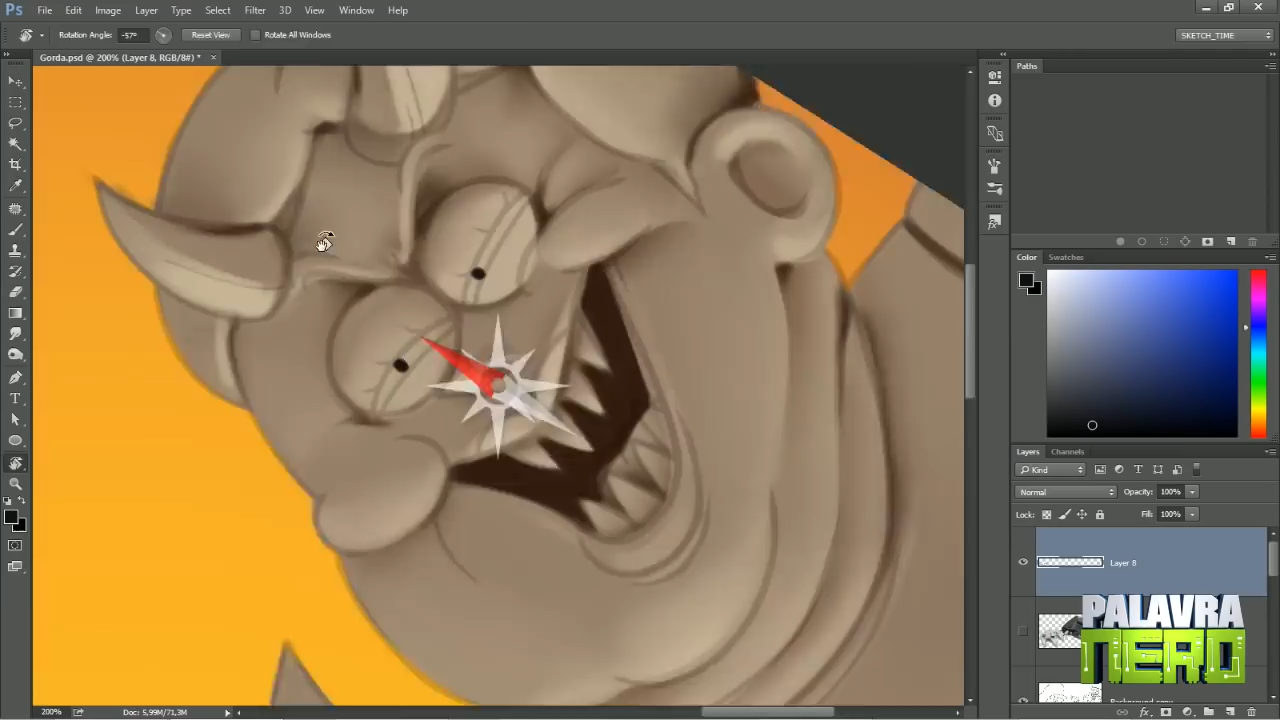 Ps File Edit Image Layer Type Select Filter 3D View Window Help
Rotation Angle: -57° Reset View Rotate All Windows SKETCH_TIME
Gorda.psd @ 200% (Layer 8, RGB/8#) * ×
Paths
Color Swatches
Layers Channels
Kind
Normal Opacity: 100%
Lock: Fill: 100%
Layer 8
PALAVRA
NERD
Background copy
200% Doc: 5,99M/71,3M